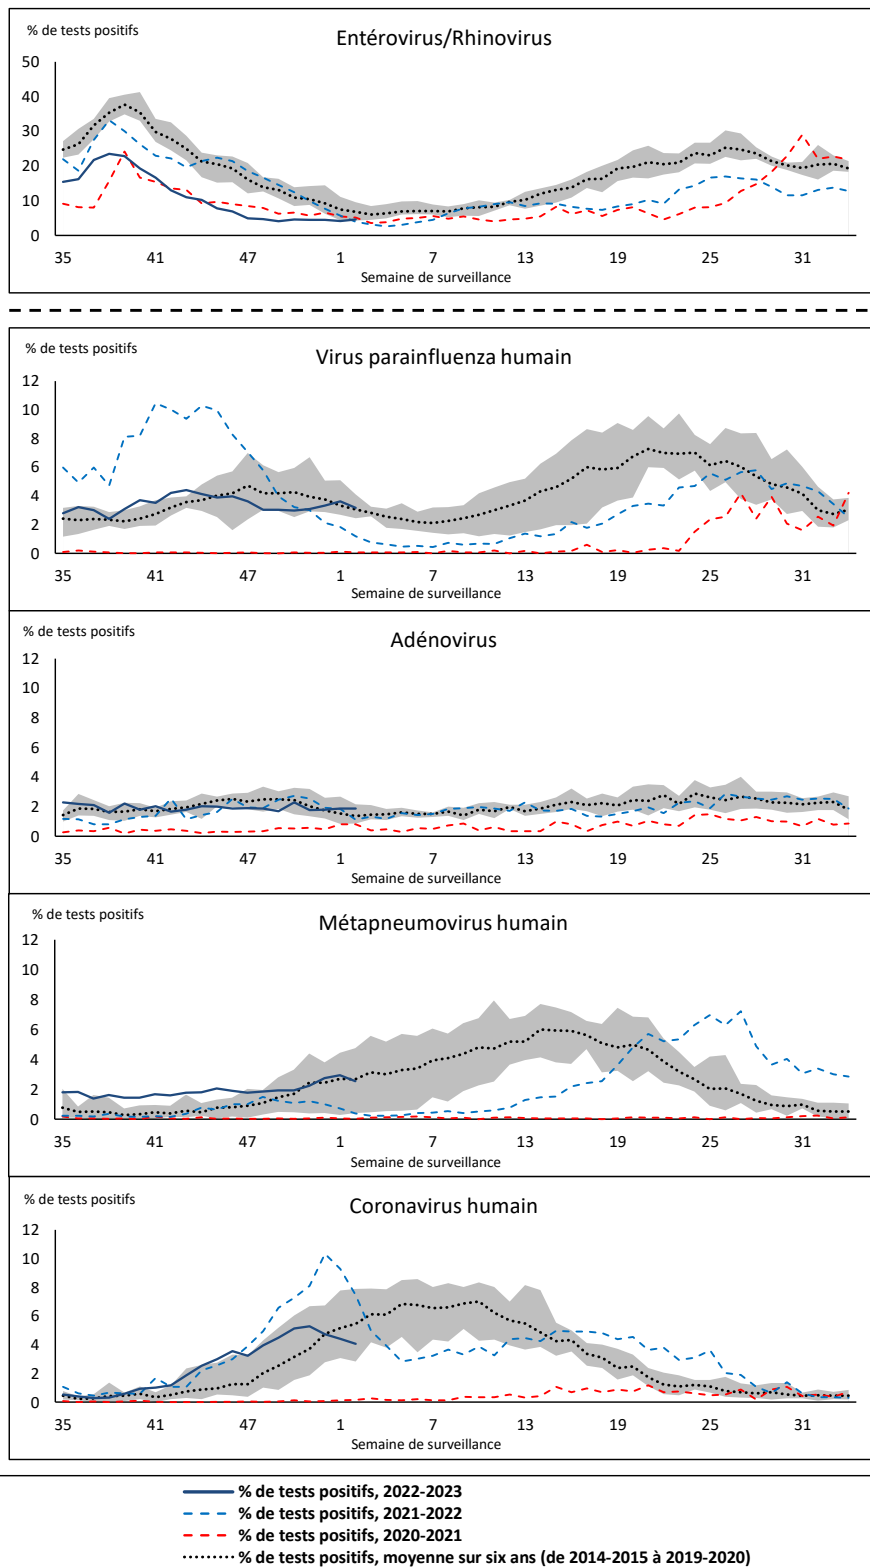 % de tests positifs
Entérovirus/Rhinovirus
50
40
30
20
10
0
35 41 47 1 7 13 19 25 31
Semaine de surveillance
% de tests positifs
Virus parainfluenza humain
12
10
8
6
4
2
0
35 41 47 1 7 13 19 25 31
Semaine de surveillance
% de tests positifs
Adénovirus
12
10
8
6
4
2
0
35 41 47 1 7 13 19 25 31
Semaine de surveillance
% de tests positifs
Métapneumovirus humain
12
10
8
6
4
2
0
35 41 47 1 7 13 19 25 31
Semaine de surveillance
% de tests positifs
Coronavirus humain
12
10
8
6
4
2
0
35 41 47 1 7 13 19 25 31
Semaine de surveillance
% de tests positifs, 2022-2023
% de tests positifs, 2021-2022
% de tests positifs, 2020-2021
% de tests positifs, moyenne sur six ans (de 2014-2015 à 2019-2020)